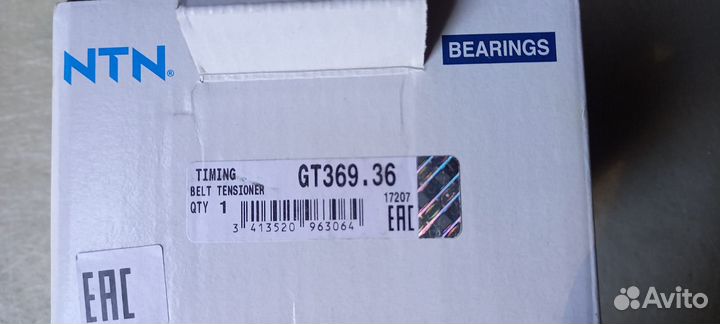 NTN®
BEARINGS
TIMING GT369.36
BELT TENSIONER
QTY 1
17207
3 413520 963064
EAC
EAC
Avito